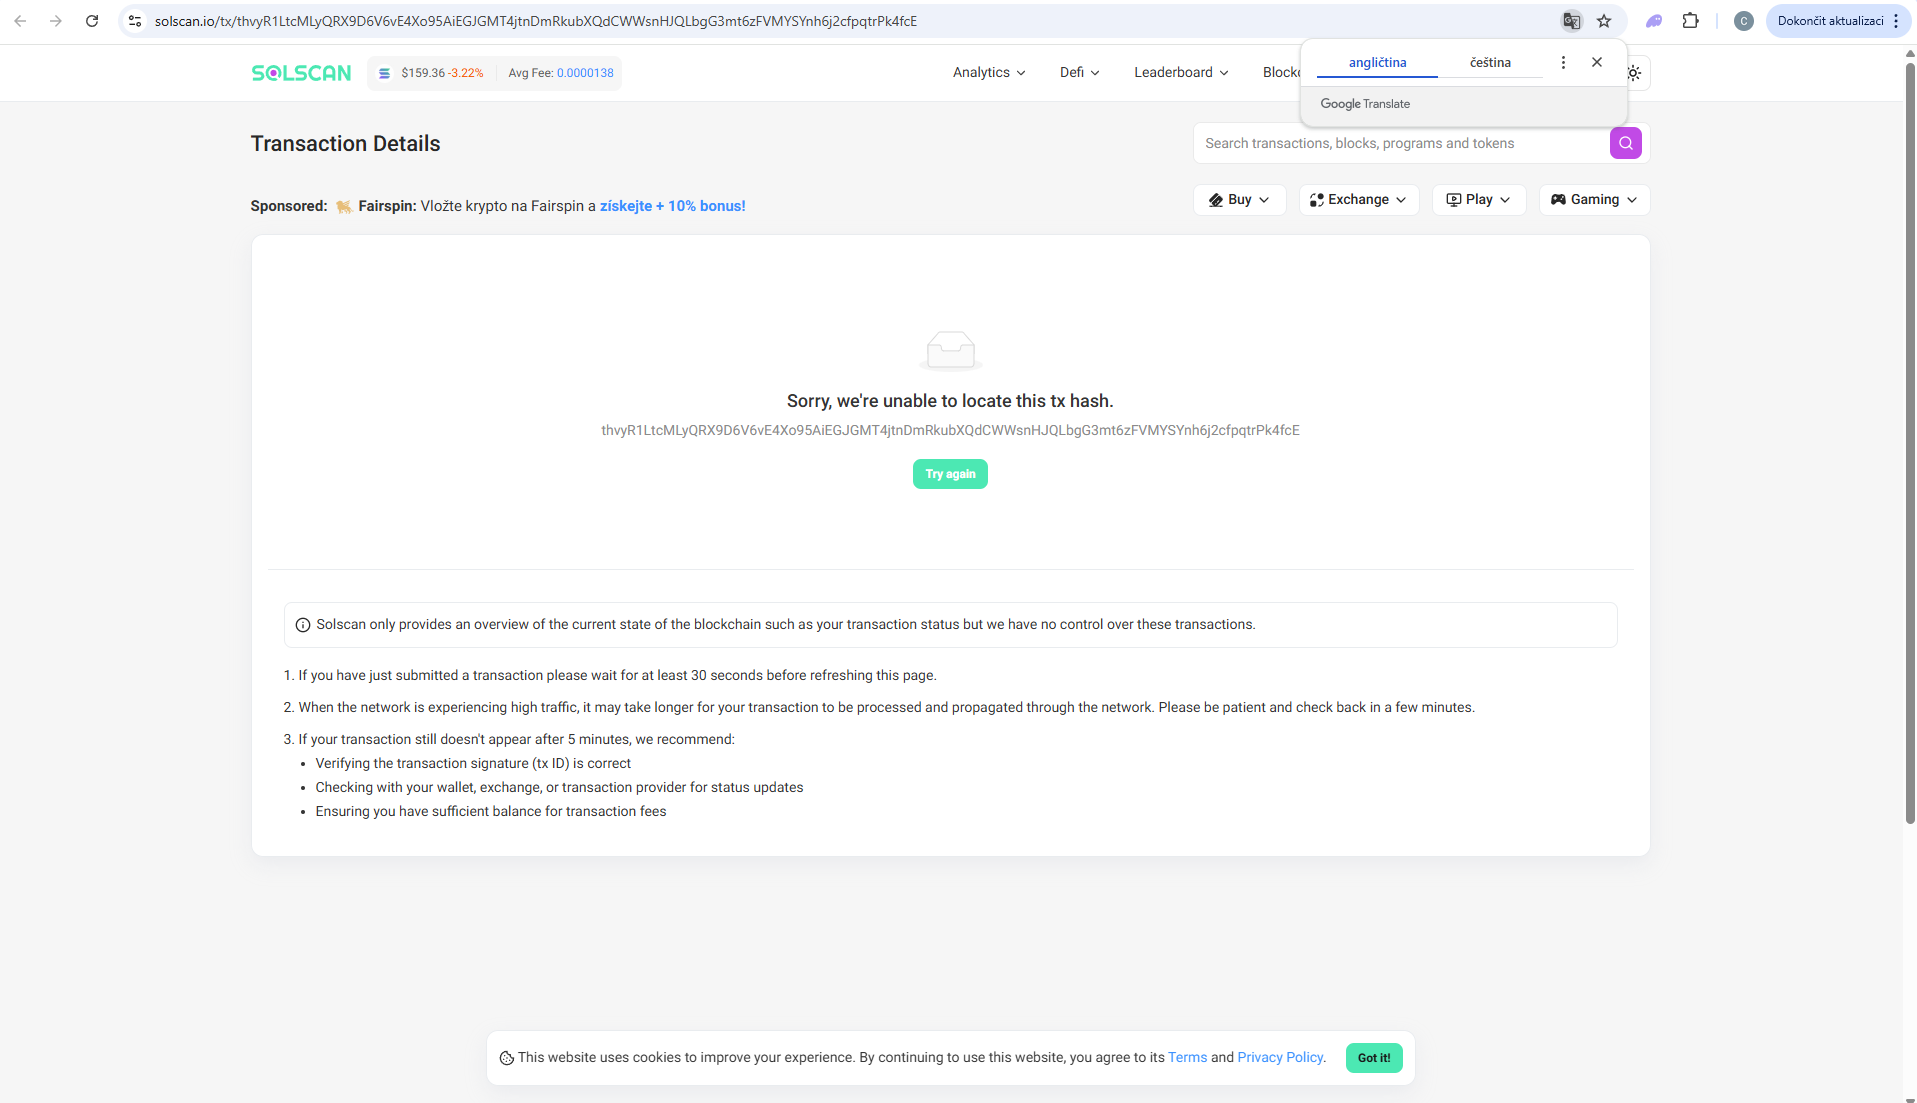 solscan.io/tx/thvyR1LtcMLyQRX9D6V6vE4Xo95AiEGJGMT4jtnDmRkubXQdCWWsnHJQLbgG3mt6zFVMYSYnh6j2cfpqtrPk4fcE
C
Dokončit aktualizaci
angličtina
čeština
Google Translate
SOLSCAN
$159.36 -3.22%
Avg Fee: 0.0000138
Analytics
Defi
Leaderboard
Blockc
Transaction Details
Search transactions, blocks, programs and tokens
Sponsored: Fairspin: Vložte krypto na Fairspin a získejte + 10% bonus!
Buy
Exchange
Play
Gaming
Sorry, we're unable to locate this tx hash.
thvyR1LtcMLyQRX9D6V6vE4Xo95AiEGJGMT4jtnDmRkubXQdCWWsnHJQLbgG3mt6zFVMYSYnh6j2cfpqtrPk4fcE
Try again
Solscan only provides an overview of the current state of the blockchain such as your transaction status but we have no control over these transactions.
1. If you have just submitted a transaction please wait for at least 30 seconds before refreshing this page.
2. When the network is experiencing high traffic, it may take longer for your transaction to be processed and propagated through the network. Please be patient and check back in a few minutes.
3. If your transaction still doesn't appear after 5 minutes, we recommend:
• Verifying the transaction signature (tx ID) is correct
• Checking with your wallet, exchange, or transaction provider for status updates
• Ensuring you have sufficient balance for transaction fees
This website uses cookies to improve your experience. By continuing to use this website, you agree to its Terms and Privacy Policy.
Got it!